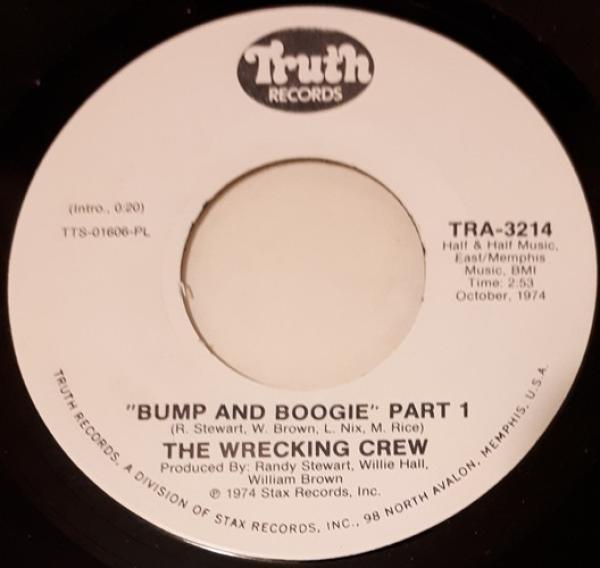 Truth
RECORDS
(Intro., 0:20)
TTS-01606-PL
TRA-3214
Half & Half Music,
East/Memphis
Music, BMI
Time: 2:53
October, 1974
"BUMP AND BOOGIE" PART 1
(R. Stewart, W. Brown, L. Nix, M. Rice)
THE WRECKING CREW
Produced By: Randy Stewart, Willie Hall,
William Brown
℗ 1974 Stax Records, Inc.
TRUTH RECORDS, A DIVISION OF STAX RECORDS, INC., 98 NORTH AVALON, MEMPHIS, U.S.A.